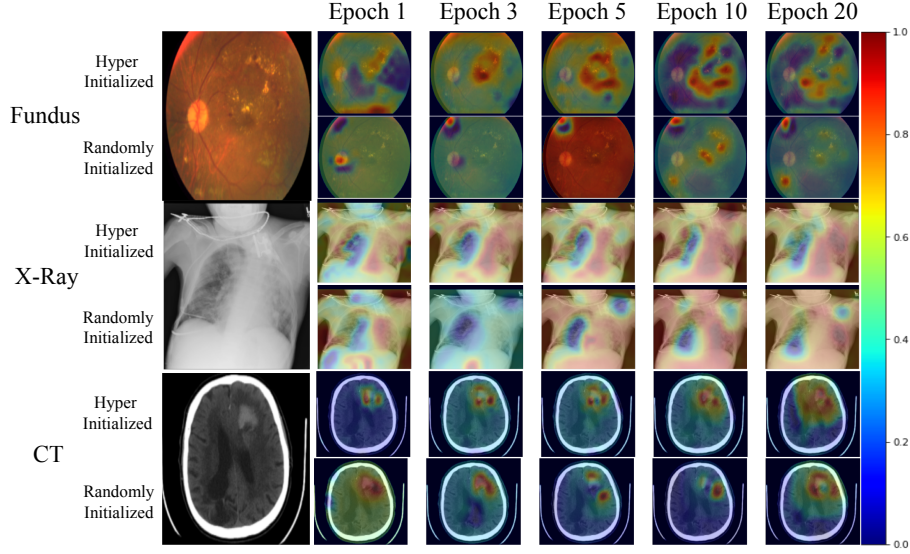 Epoch 1 Epoch 3 Epoch 5 Epoch 10 Epoch 20
Hyper
Initialized
Fundus
Randomly
Initialized
Hyper
Initialized
X-Ray
Randomly
Initialized
Hyper
Initialized
CT
Randomly
Initialized
1.0
0.8
0.6
0.4
0.2
0.0